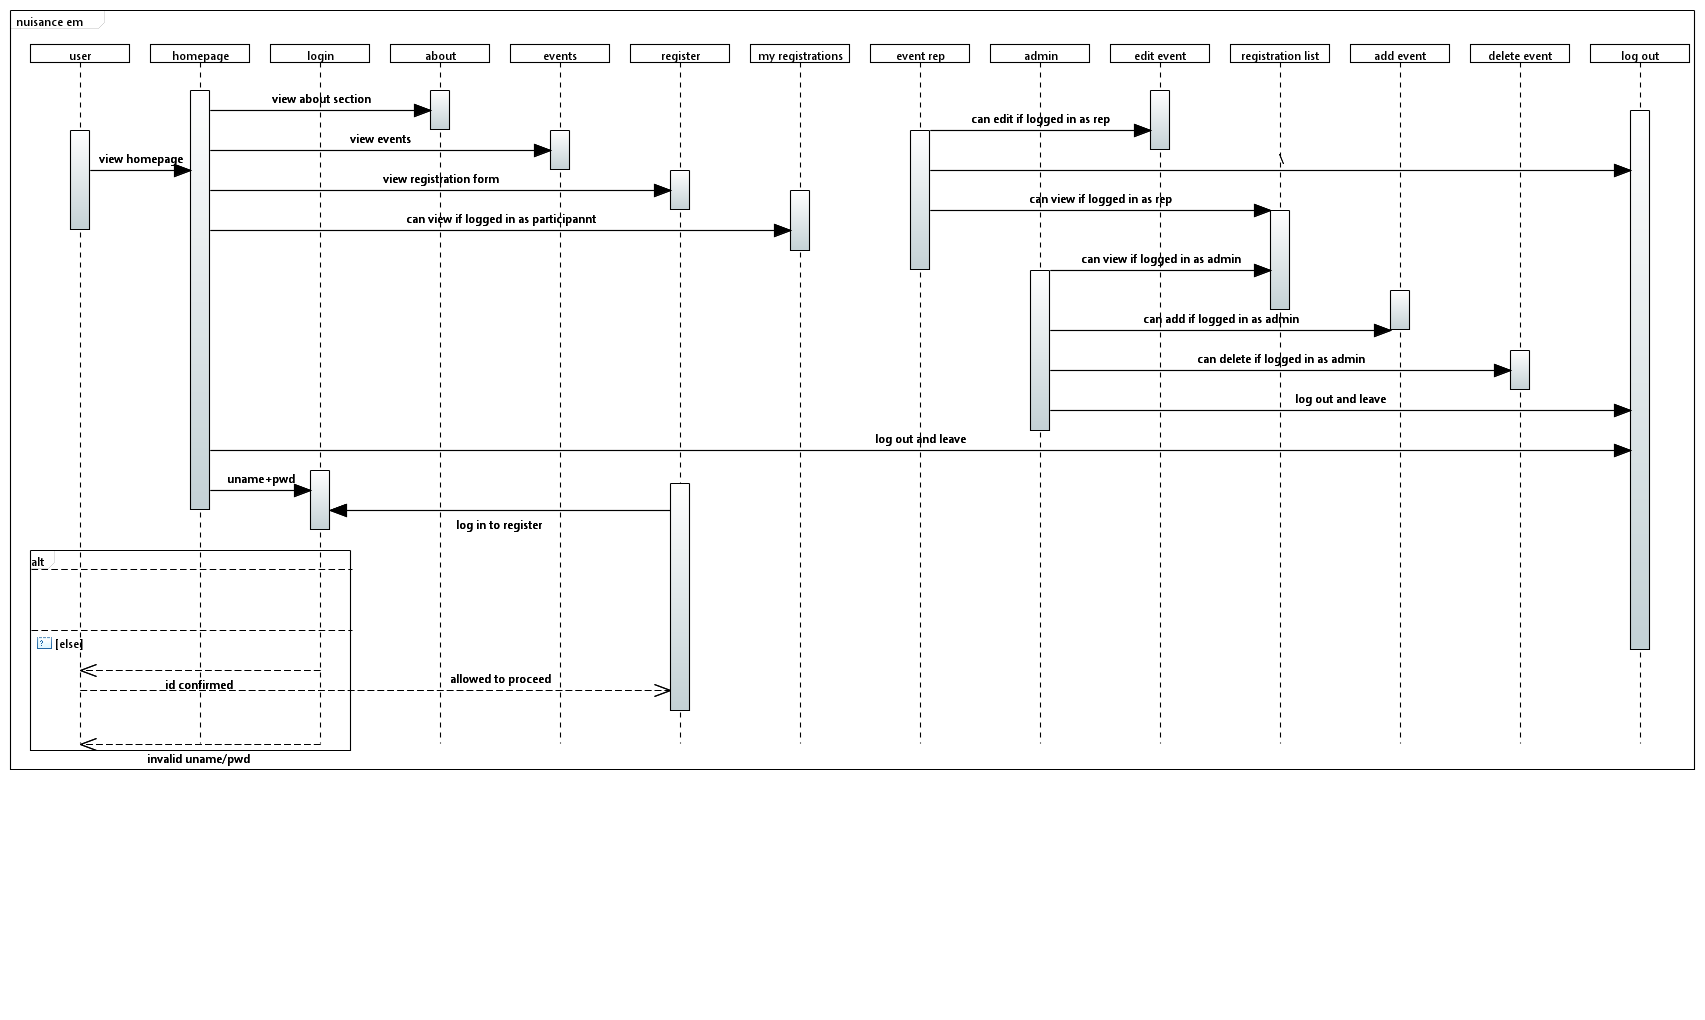 nuisance em
user
homepage
login
about
events
register
my registrations
event rep
admin
edit event
registration list
add event
delete event
log out
view about section
can edit if logged in as rep
view events
view homepage
\
view registration form
can view if logged in as rep
can view if logged in as participannt
can view if logged in as admin
can add if logged in as admin
can delete if logged in as admin
log out and leave
log out and leave
uname+pwd
log in to register
alt
? [else]
id confirmed
allowed to proceed
invalid uname/pwd